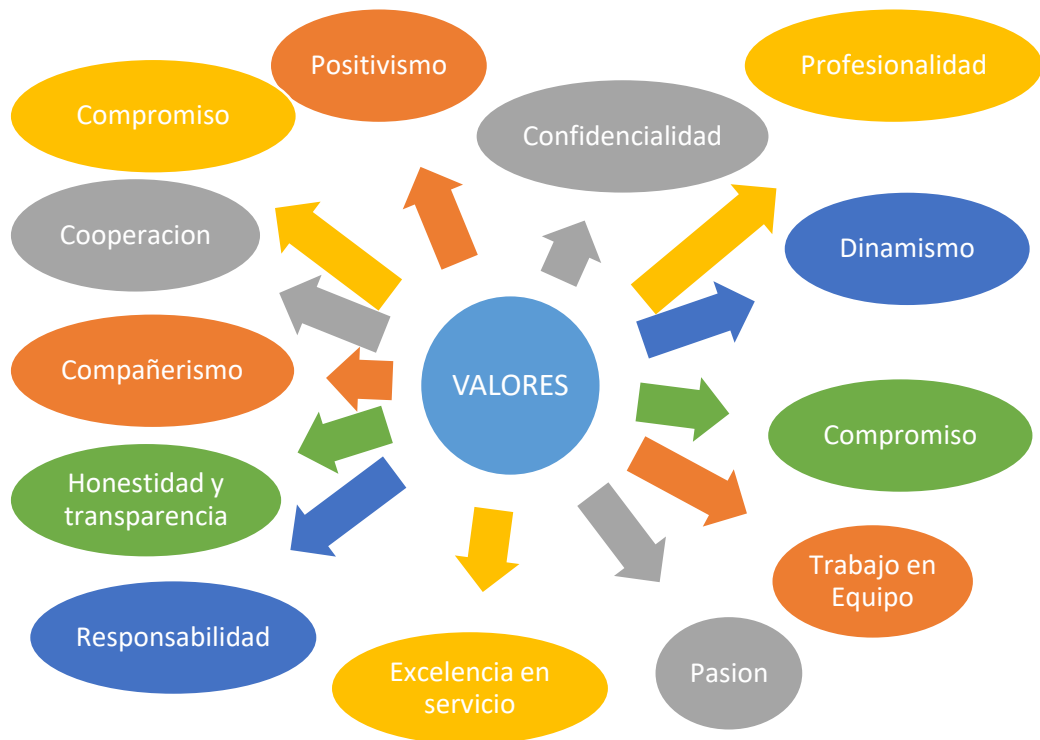 Positivismo
Profesionalidad
Compromiso
Confidencialidad
Cooperacion
Dinamismo
Compañerismo
VALORES
Compromiso
Honestidad y
transparencia
Trabajo en
Equipo
Responsabilidad
Excelencia en
servicio
Pasion